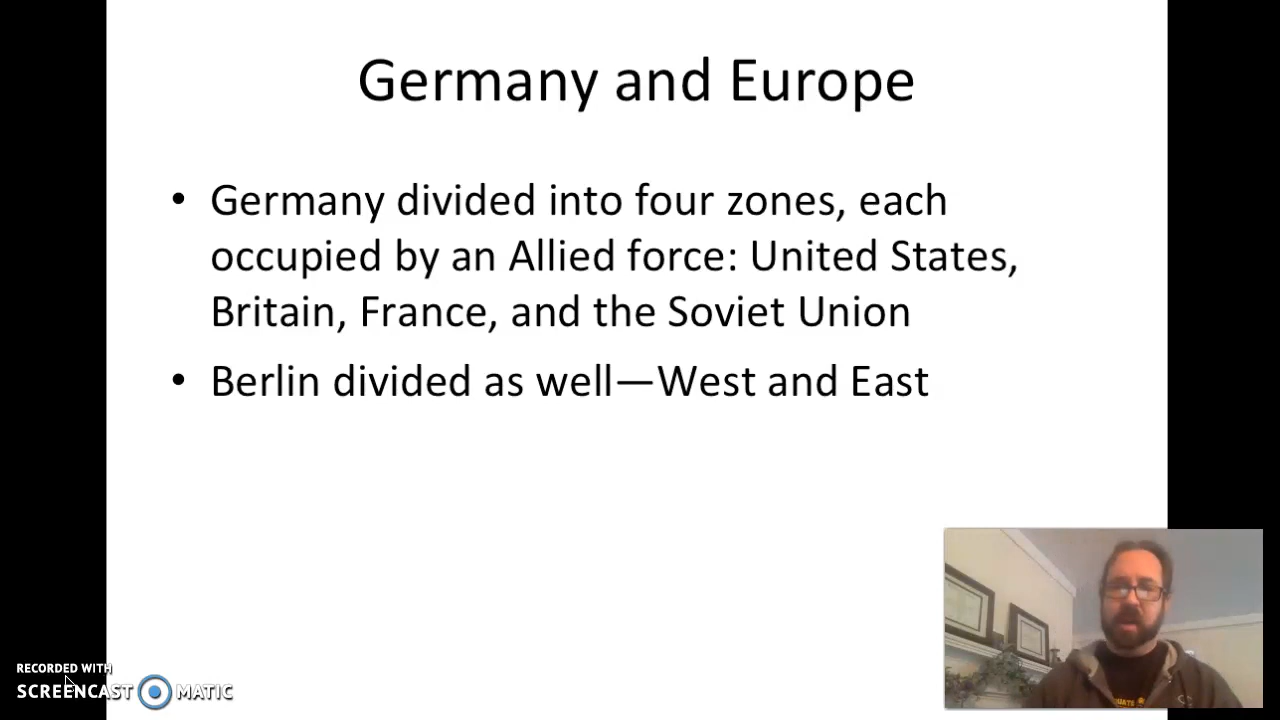 Germany and Europe
• Germany divided into four zones, each
occupied by an Allied force: United States,
Britain, France, and the Soviet Union
• Berlin divided as well—West and East
RECORDED WITH
SCREENCAST MATIC